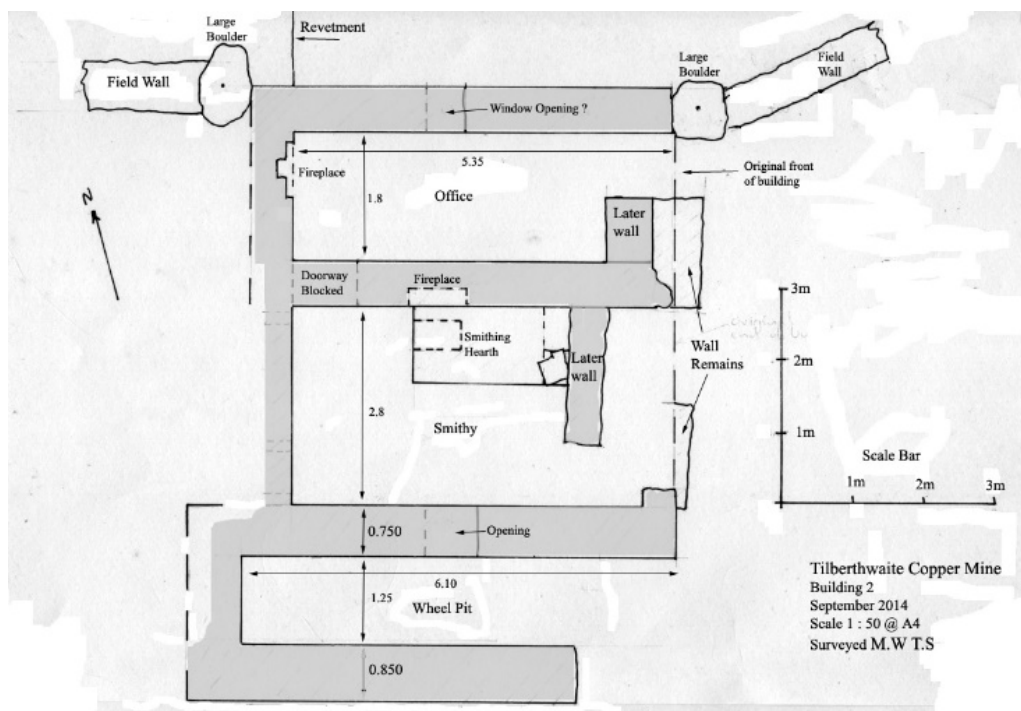 Large
Boulder
Revetment
Field Wall
Large
Boulder
Field
Wall
Window Opening ?
5.35
Original front
of building
Fireplace
1.8
Office
N
Later
wall
Doorway
Blocked
Fireplace
3m
Smithing
Hearth
Later
wall
Wall
Remains
2m
2.8
Smithy
1m
Scale Bar
1m
2m
3m
0.750
Opening
6.10
1.25
Wheel Pit
0.850
Tilberthwaite Copper Mine
Building 2
September 2014
Scale 1 : 50 @ A4
Surveyed M.W T.S